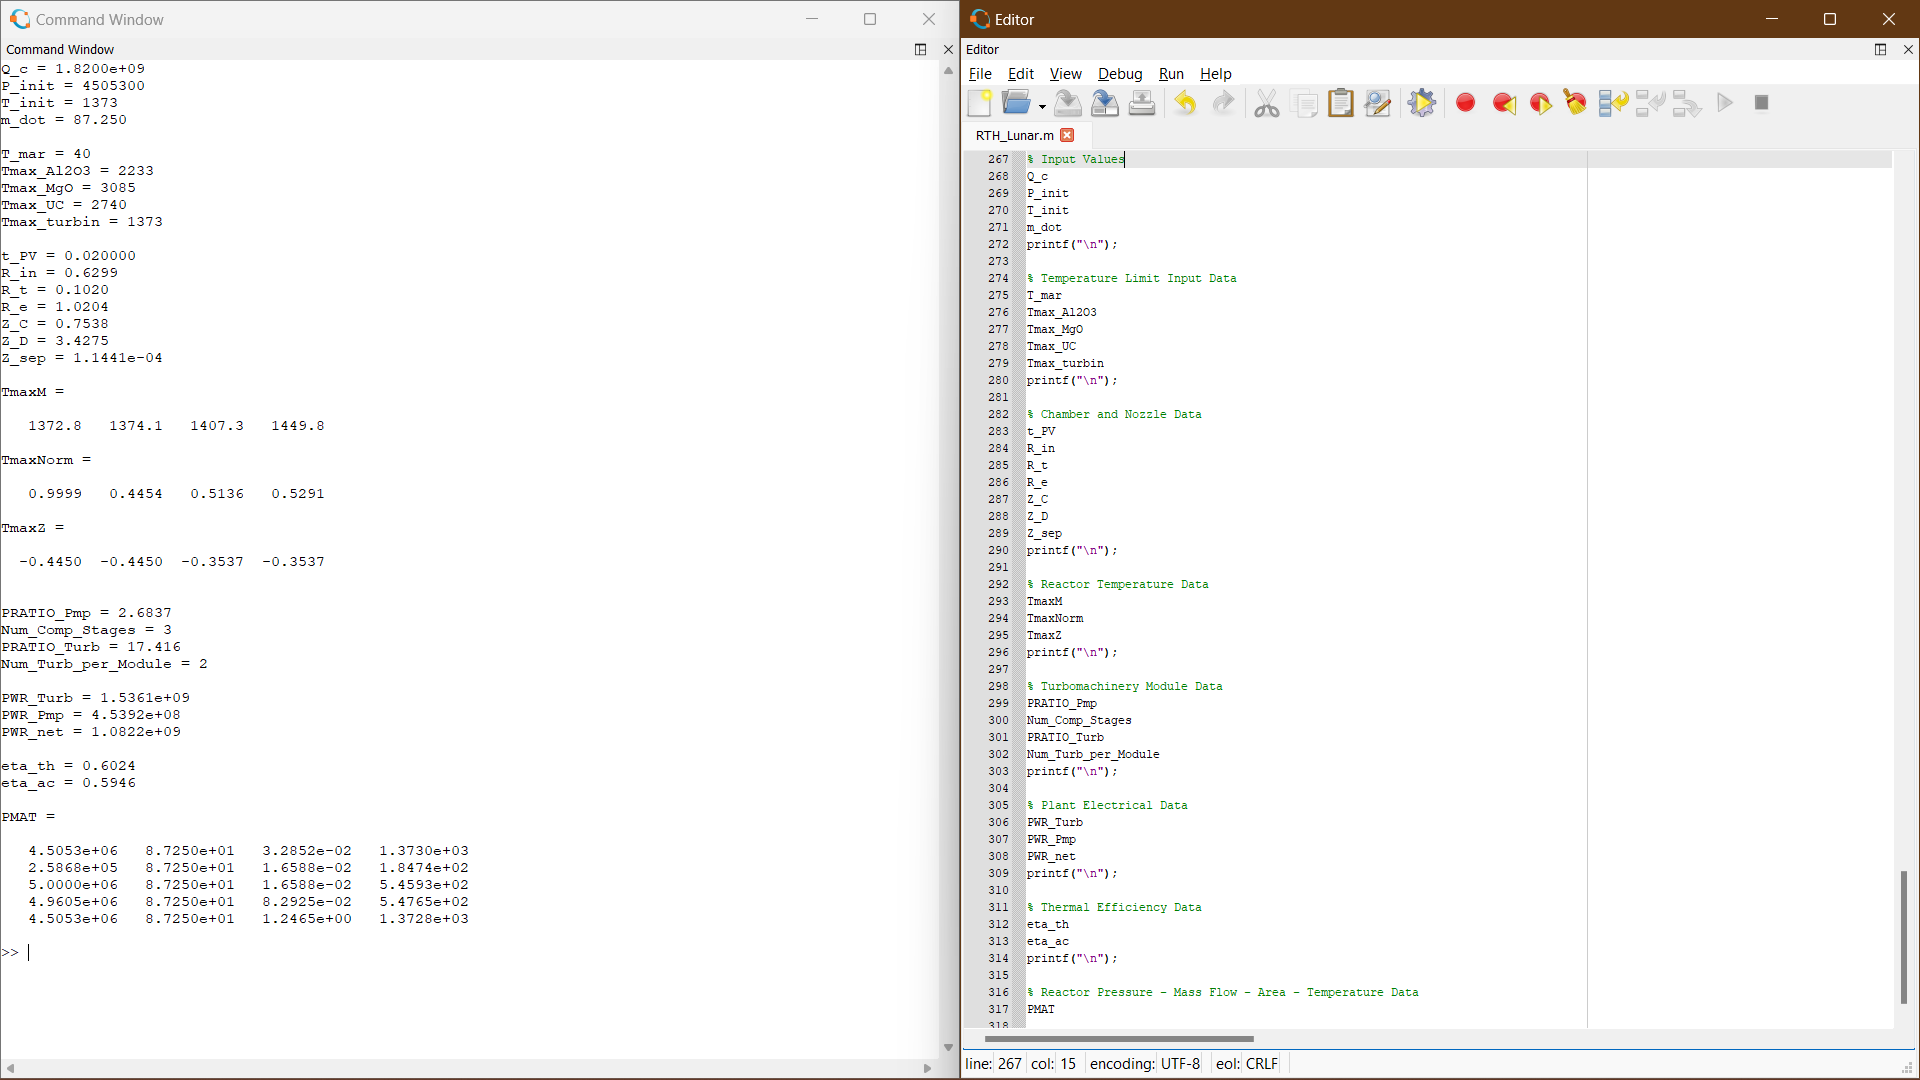 Command Window
Command Window
Q_c = 1.8200e+09
P_init = 4505300
T_init = 1373
m_dot = 87.250
T_mar = 40
Tmax_Al2O3 = 2233
Tmax_MgO = 3085
Tmax_UC = 2740
Tmax_turbin = 1373
t_PV = 0.020000
R_in = 0.6299
R_t = 0.1020
R_e = 1.0204
Z_C = 0.7538
Z_D = 3.4275
Z_sep = 1.1441e-04
TmaxM =
1372.8 1374.1 1407.3 1449.8
TmaxNorm =
0.9999 0.4454 0.5136 0.5291
TmaxZ =
-0.4450 -0.4450 -0.3537 -0.3537
PRATIO_Pmp = 2.6837
Num_Comp_Stages = 3
PRATIO_Turb = 17.416
Num_Turb_per_Module = 2
PWR_Turb = 1.5361e+09
PWR_Pmp = 4.5392e+08
PWR_net = 1.0822e+09
eta_th = 0.6024
eta_ac = 0.5946
PMAT =
4.5053e+06 8.7250e+01 3.2852e-02 1.3730e+03
2.5868e+05 8.7250e+01 1.6588e-02 1.8474e+02
5.0000e+06 8.7250e+01 1.6588e-02 5.4593e+02
4.9605e+06 8.7250e+01 8.2925e-02 5.4765e+02
4.5053e+06 8.7250e+01 1.2465e+00 1.3728e+03
>>
Editor
Editor
File Edit View Debug Run Help
RTH_Lunar.m
267 % Input Values
268 Q_c
269 P_init
270 T_init
271 m_dot
272 printf("\n");
273
274 % Temperature Limit Input Data
275 T_mar
276 Tmax_Al2O3
277 Tmax_MgO
278 Tmax_UC
279 Tmax_turbin
280 printf("\n");
281
282 % Chamber and Nozzle Data
283 t_PV
284 R_in
285 R_t
286 R_e
287 Z_C
288 Z_D
289 Z_sep
290 printf("\n");
291
292 % Reactor Temperature Data
293 TmaxM
294 TmaxNorm
295 TmaxZ
296 printf("\n");
297
298 % Turbomachinery Module Data
299 PRATIO_Pmp
300 Num_Comp_Stages
301 PRATIO_Turb
302 Num_Turb_per_Module
303 printf("\n");
304
305 % Plant Electrical Data
306 PWR_Turb
307 PWR_Pmp
308 PWR_net
309 printf("\n");
310
311 % Thermal Efficiency Data
312 eta_th
313 eta_ac
314 printf("\n");
315
316 % Reactor Pressure - Mass Flow - Area - Temperature Data
317 PMAT
318
line: 267 col: 15 encoding: UTF-8 eol: CRLF